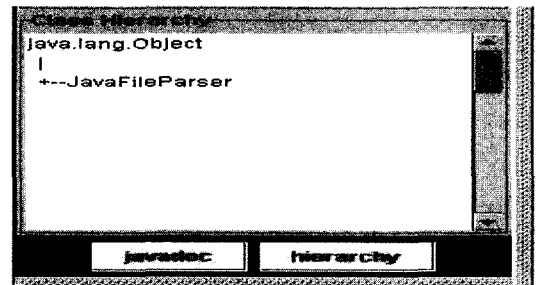 Class Hierarchy
java.lang.Object
|
+--JavaFileParser
javadoc
hierarchy